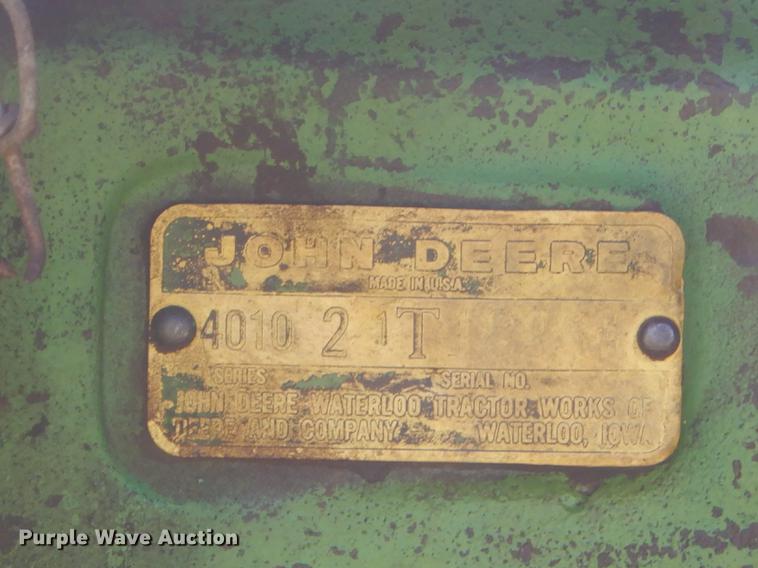 JOHN DEERE
MADE IN U.S.A.
4010 2 1T
SERIES SERIAL NO.
JOHN DEERE WATERLOO TRACTOR WORKS OF
DEERE AND COMPANY WATERLOO, IOWA
Purple Wave Auction